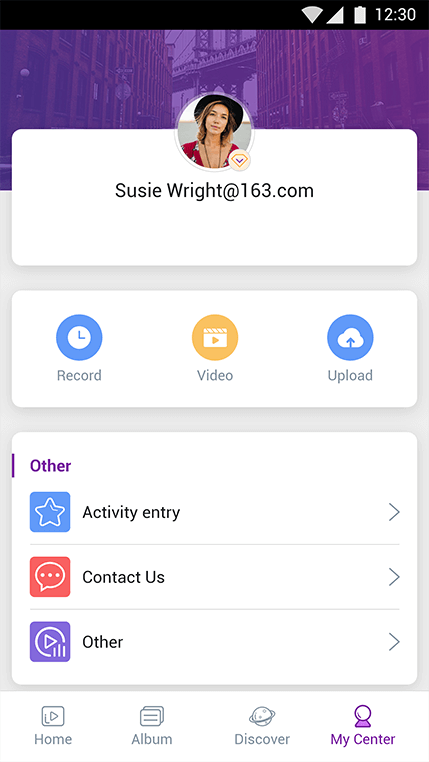 12:30
Susie Wright@163.com
Record
Video
Upload
Other
Activity entry
Contact Us
Other
Home
Album
Discover
My Center